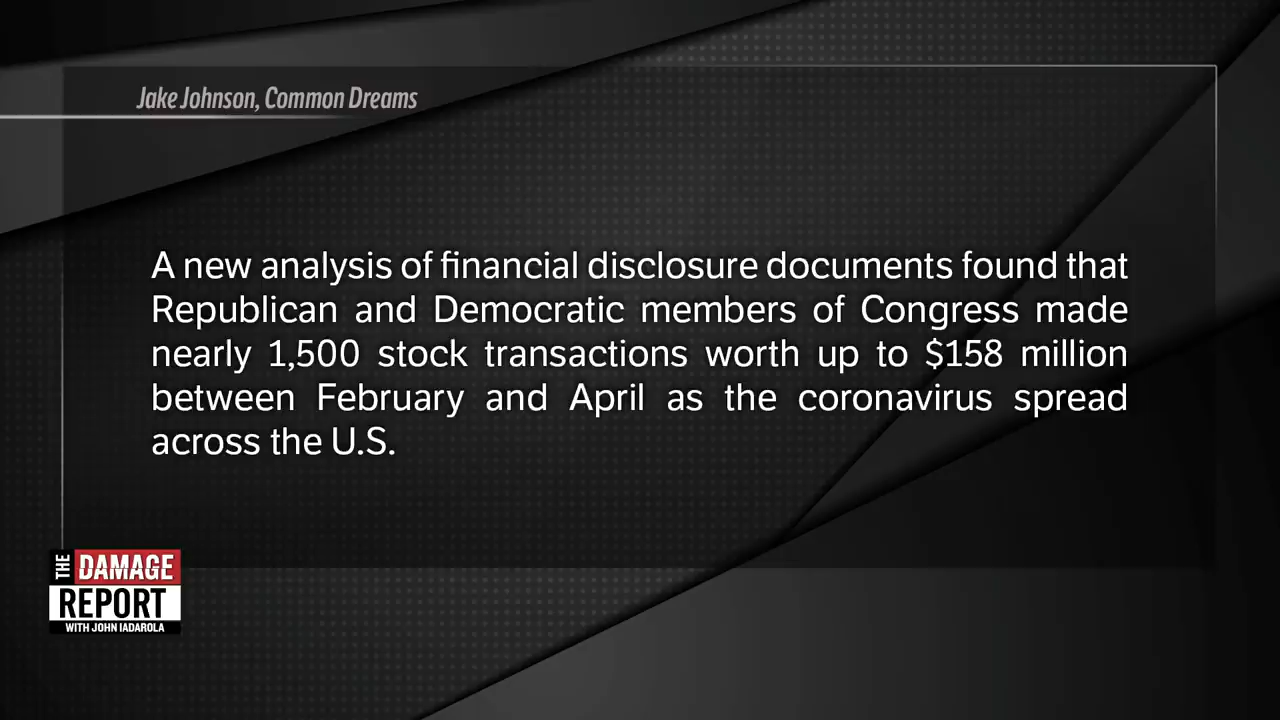 Jake Johnson, Common Dreams
A new analysis of financial disclosure documents found that
Republican and Democratic members of Congress made
nearly 1,500 stock transactions worth up to $158 million
between February and April as the coronavirus spread
across the U.S.
THE DAMAGE
REPORT
WITH JOHN IADAROLA